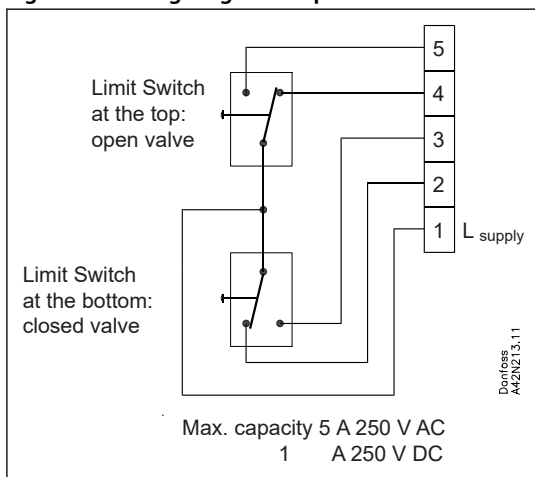 Limit Switch
at the top:
open valve
5
4
3
2
1 L supply
Limit Switch
at the bottom:
closed valve
Danfoss
A42N213.11
Max. capacity 5 A 250 V AC
1 A 250 V DC